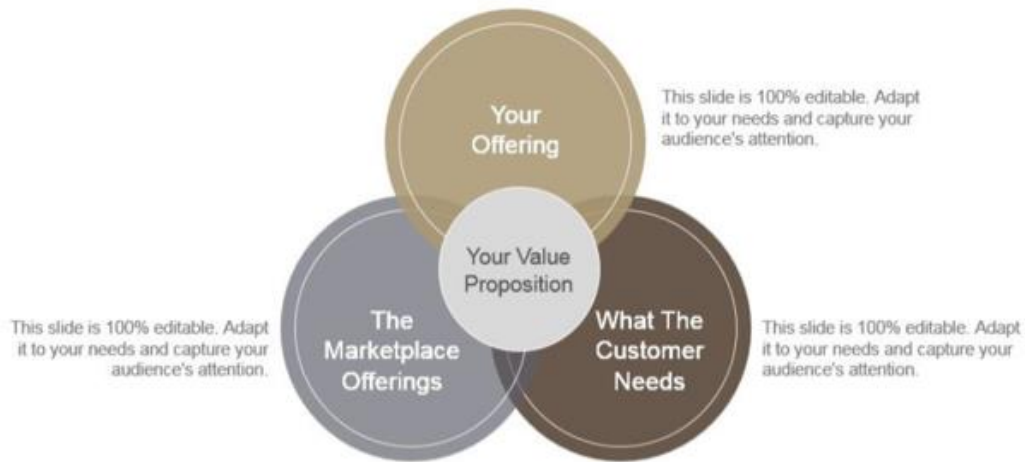 Your
Offering
This slide is 100% editable. Adapt
it to your needs and capture your
audience's attention.
Your Value
Proposition
This slide is 100% editable. Adapt
it to your needs and capture your
audience's attention.
The
Marketplace
Offerings
What The
Customer
Needs
This slide is 100% editable. Adapt
it to your needs and capture your
audience's attention.